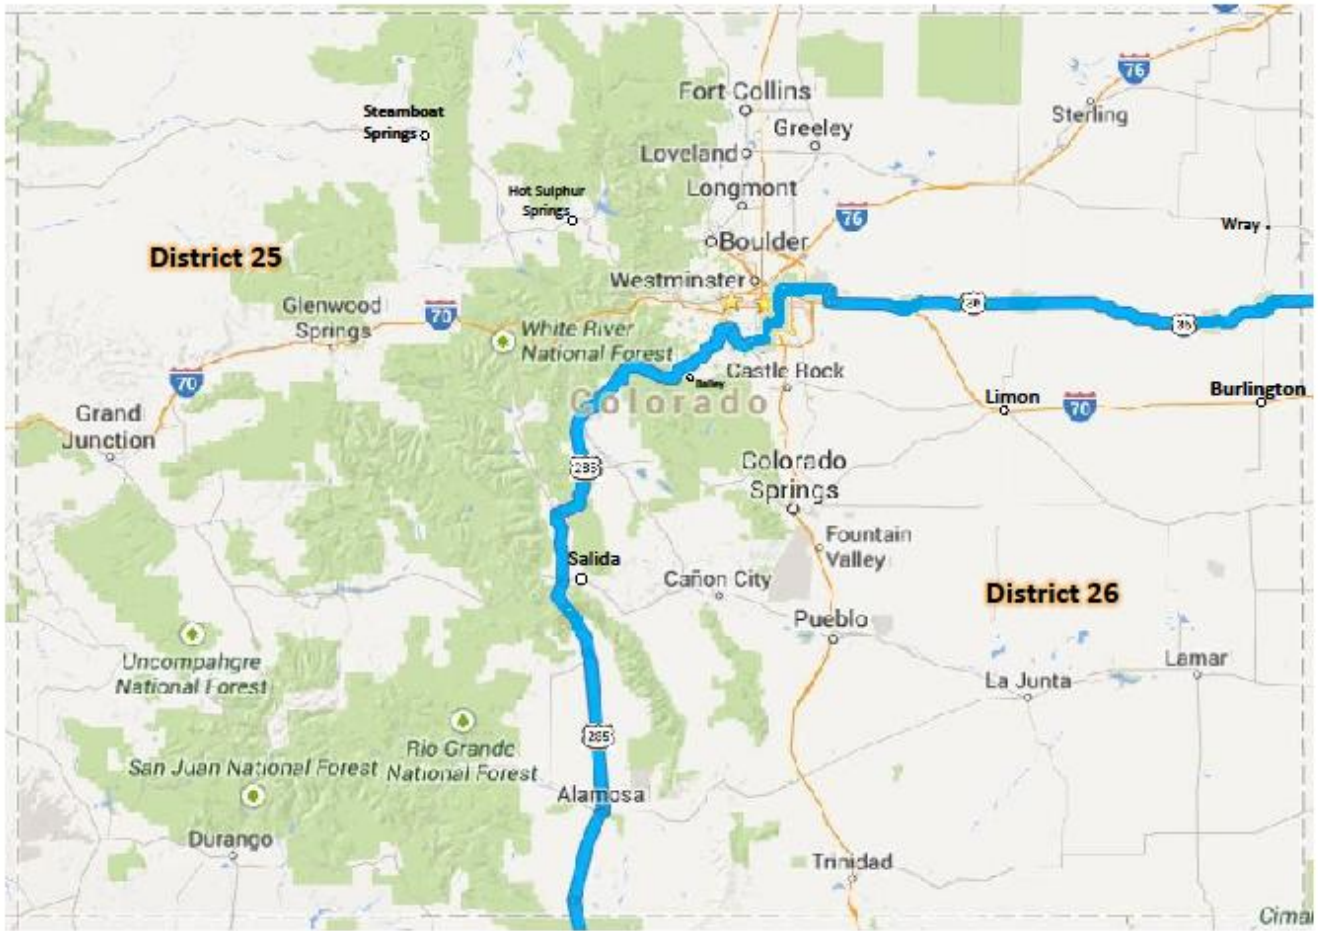 76
Fort Collins
Sterling
Steamboat
Springs
Greeley
Loveland
Hot Sulphur
Springs
Longmont
76
Wray
Boulder
District 25
Westminster
Glenwood
Springs
70
White River
National Forest
36
70
Castle Rock
Bailey
Colorado
Limon
70
Burlington
Grand
Junction
285
Colorado
Springs
Fountain
Valley
Salida
Cañon City
District 26
Pueblo
Uncompahgre
National Forest
Lamar
La Junta
285
Rio Grande
National Forest
San Juan National Forest
Alamosa
Durango
Trinidad